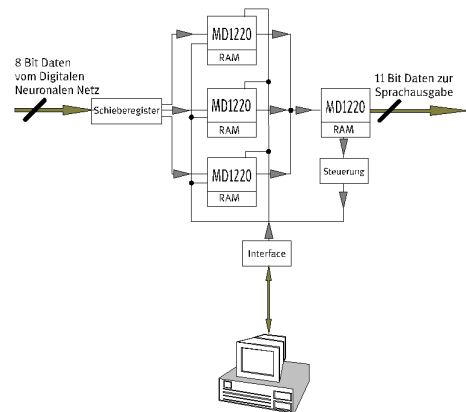 MD1220
RAM
8 Bit Daten
vom Digitalen
Neuronalen Netz
11 Bit Daten zur
Sprachausgabe
Schieberegister
MD1220
RAM
MD1220
RAM
MD1220
RAM
Steuerung
Interface